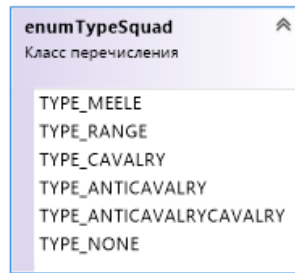 enumTypeSquad
Класс перечисления
TYPE_MEELE
TYPE_RANGE
TYPE_CAVALRY
TYPE_ANTICAVALRY
TYPE_ANTICAVALRYCAVALRY
TYPE_NONE